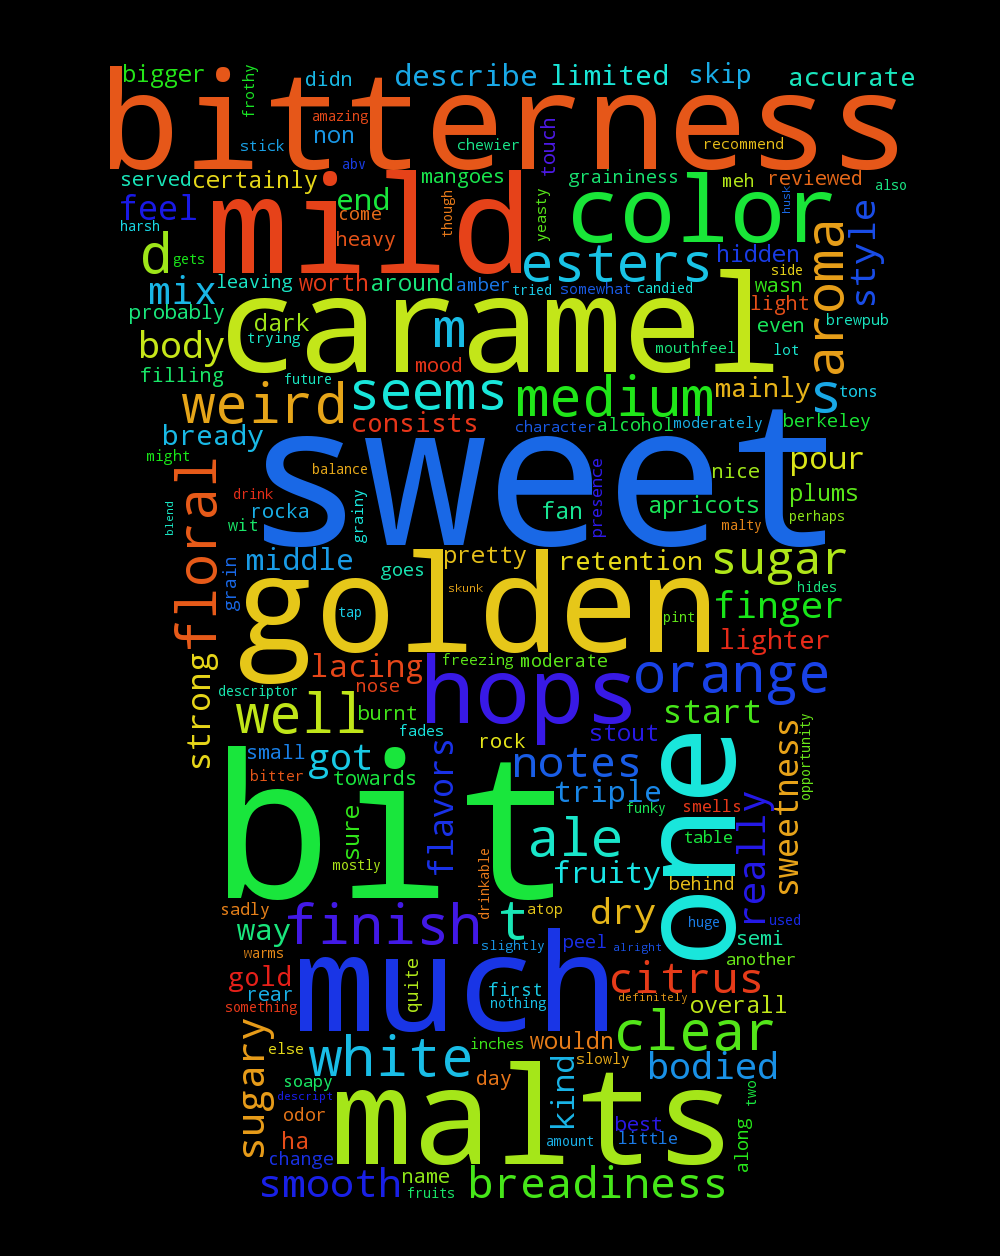 bigger frothy didn describe limited skip accurate
bitterness
amazing
stick non abv chewier touch recommend
served certainly end mangoes graininess meh reviewed also
feel mild come though yeasty color husk style
harsh heavy aroma
d gets esters hidden
mix leaving worth around amber tried somewhat candied side wasn
probably dark caramel m light even brewpub
body trying mood mouthfeel lot
filling future seems medium mainly s tons
weird consists character alcohol moderately berkeley
bready sweet
might balance nice pour
floral drink grainy presence apricots plums
blend rocka wit fan malty perhaps
middle goes pretty retention sugar
grain golden skunk hides
tap pint finger
lighter
strong lacing freezing moderate hops orange
descriptor nose
well burnt fades start
small got rock stout one sweetness opportunity
bitter towards flavors notes
bit triple funky smells really
sure ale table
mostly drinkable fruity behind
sadly finish t atop dry huge used
way slightly peel alright semi
warms much another
gold quite first citrus
rear nothing definitely overall
something
sugary else white inches wouldn clear
soapy day kind slowly bodied two
descript malts
odor best along
ha amount little
change
smooth name breadiness
fruits